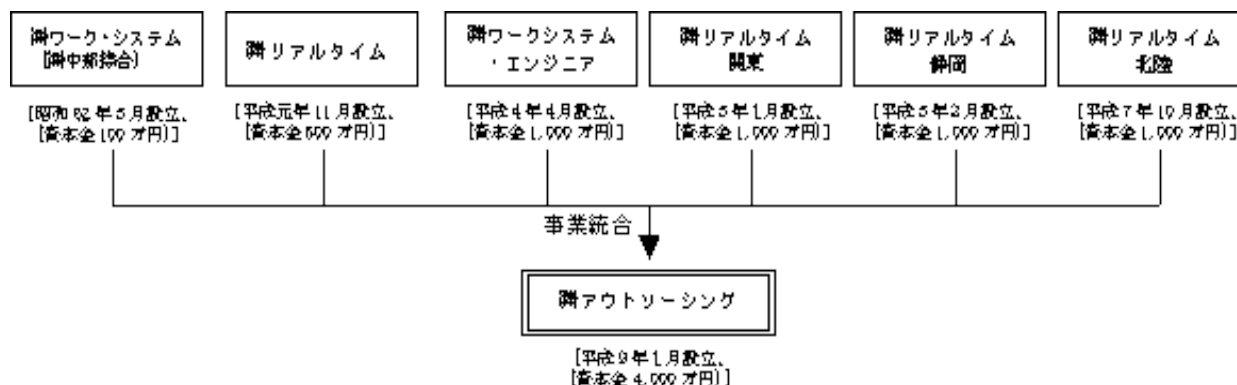 ㈱ワーク・システム
(㈱中部綜合)
㈱リアルタイム
㈱ワークシステム
・エンジニア
㈱リアルタイム
関東
㈱リアルタイム
静岡
㈱リアルタイム
北陸
[昭和62年5月設立、
(資本金100万円)]
[平成元年11月設立、
(資本金500万円)]
[平成4年4月設立、
(資本金1,000万円)]
[平成5年1月設立、
(資本金1,000万円)]
[平成5年3月設立、
(資本金1,000万円)]
[平成7年10月設立、
(資本金1,000万円)]
事業統合
㈱アウトソーシング
[平成9年1月設立、
(資本金4,000万円)]